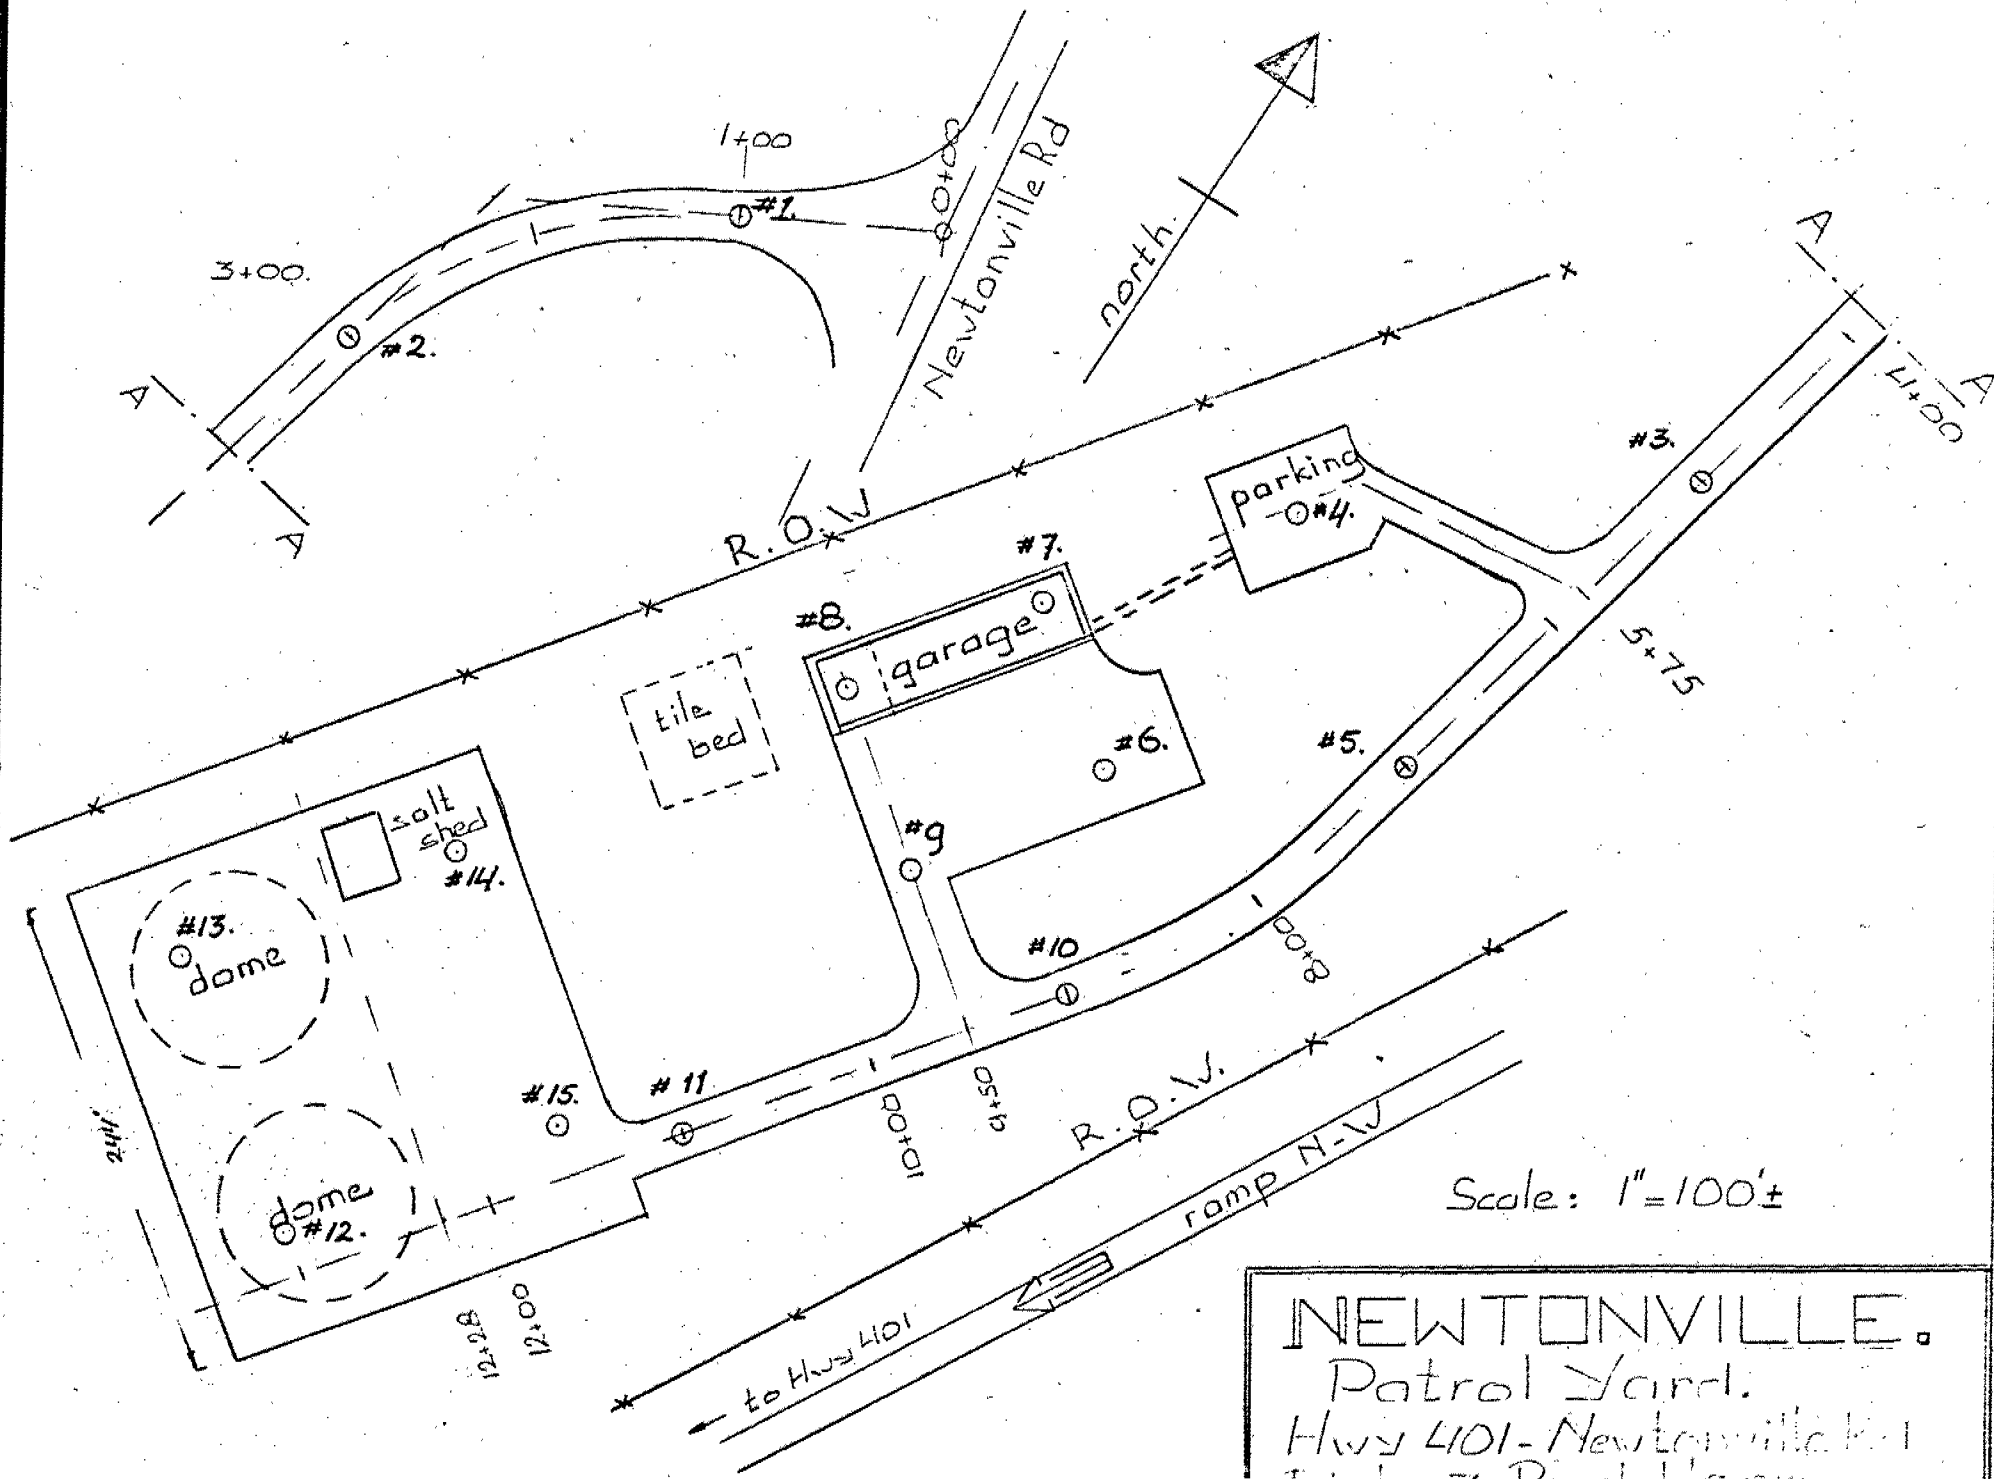 1+00
0+00
#1.
Newtonville Rd
north.
3+00.
#2.
A
A
A
A
4+00
#3.
parking
#4.
R.O.W
#7.
#8.
garage
5+75
tile
bed
#6.
#5.
salt
shed
#14.
#9
#13.
dome
#10
8+00
244'
#15.
#11
10+00
9+50
R.O.W.
dome
#12.
ramp N-W
Scale: 1"=100'±
12+28
12+00
to Hwy 401
NEWTONVILLE.
Patrol Yard.
Hwy 401-Newtonville